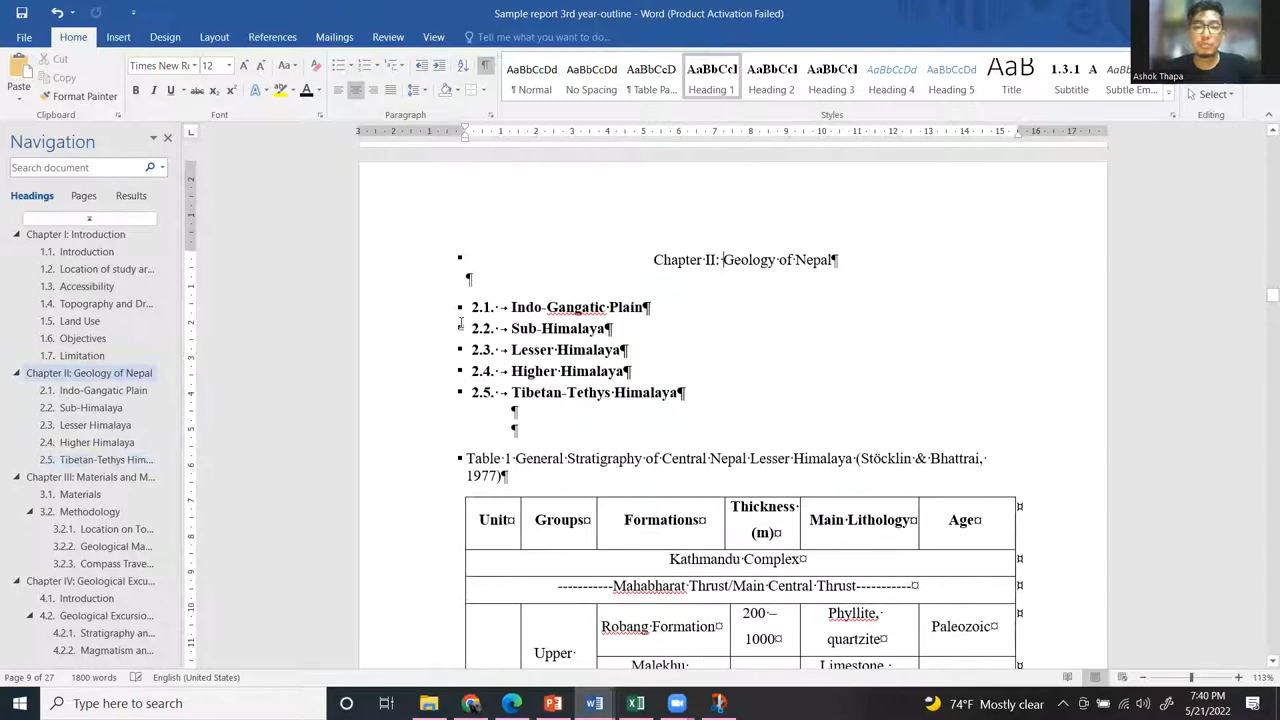 Sample report 3rd year-outline - Word (Product Activation Failed)
File Home Insert Design Layout References Mailings Review View Tell me what you want to do...
Ashok Thapa
Cut
Copy
Paste
Format Painter
Times New Ro 12
AaBbCcDd AaBbCcDd AaBbCcD AaBbCcI AaBbCcI AaBbCcI AaBbCcDd AaBbCcDd AaB 1.3.1 A AaBbCcDd
¶ Normal No Spacing ¶ Table Pa... Heading 1 Heading 2 Heading 3 Heading 4 Heading 5 Title Subtitle Subtle Em...
Select
Clipboard Font Paragraph Styles Editing
Navigation
Search document
Headings Pages Results
Chapter I: Introduction
1.1. Introduction
1.2. Location of study ar...
1.3. Accessibility
1.4. Topography and Dr...
1.5. Land Use
1.6. Objectives
1.7. Limitation
Chapter II: Geology of Nepal
2.1. Indo-Gangatic Plain
2.2. Sub-Himalaya
2.3. Lesser Himalaya
2.4. Higher Himalaya
2.5. Tibetan-Tethys Him...
Chapter III: Materials and M...
3.1. Materials
3.2. Methodology
3.2.1. Location on To...
3.2.2. Geological Ma...
3.2.3. Compass Trave...
Chapter IV: Geological Excu...
4.1. Introduction
4.2. Geological Excursio...
4.2.1. Stratigraphy an...
4.2.2. Magmatism an...
Chapter II: Geology of Nepal¶
¶
2.1. Indo-Gangatic Plain¶
2.2. Sub-Himalaya¶
2.3. Lesser Himalaya¶
2.4. Higher Himalaya¶
2.5. Tibetan-Tethys Himalaya¶
¶
¶
Table 1 General Stratigraphy of Central Nepal Lesser Himalaya (Stöcklin & Bhattrai,
1977)¶
Unit¤ Groups¤ Formations¤ Thickness (m)¤ Main Lithology¤ Age¤
Kathmandu Complex¤
-----------Mahabharat Thrust/Main Central Thrust-----------¤
Upper
Robang Formation¤ 200 – 1000¤ Phyllite, quartzite¤ Paleozoic¤
Malekhu Limestone
Page 9 of 27 1800 words English (United States) 113%
Type here to search
74°F Mostly clear
7:40 PM
5/21/2022